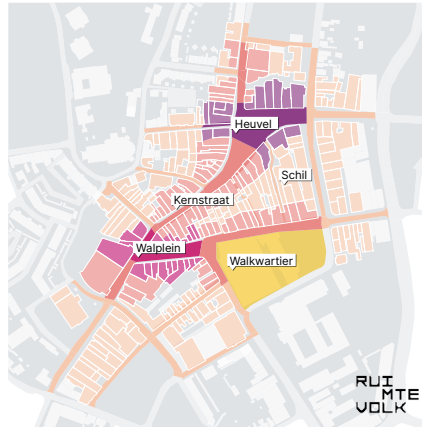 Heuvel
Schil
Kernstraat
Walplein
Walkwartier
RUI
MTE
VOLK